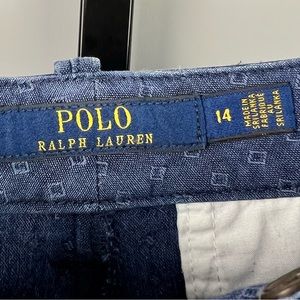 POLO
RALPH LAUREN
14
MADE IN
SRI LANKA
FABRIQUÉ
AU
SRI LANKA